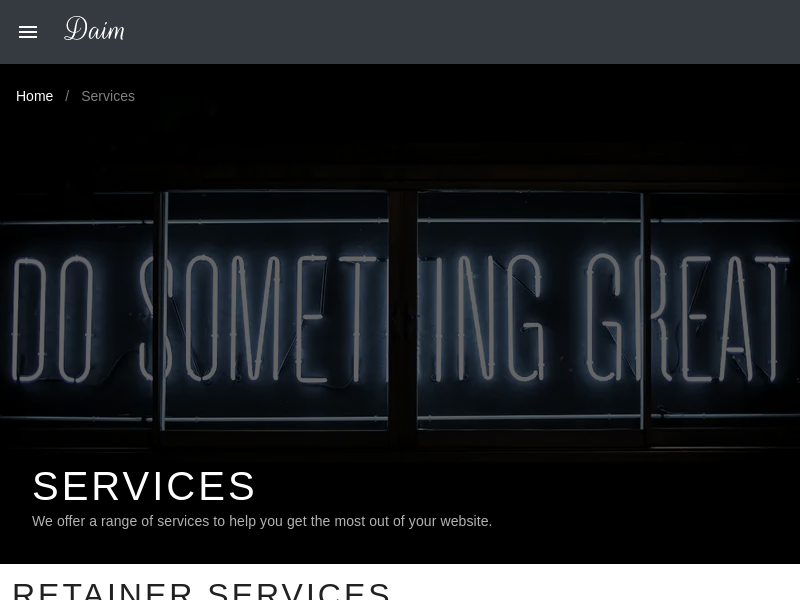 Daim
Home / Services
DO SOMETHING GREAT
SERVICES
We offer a range of services to help you get the most out of your website.
RETAINER SERVICES